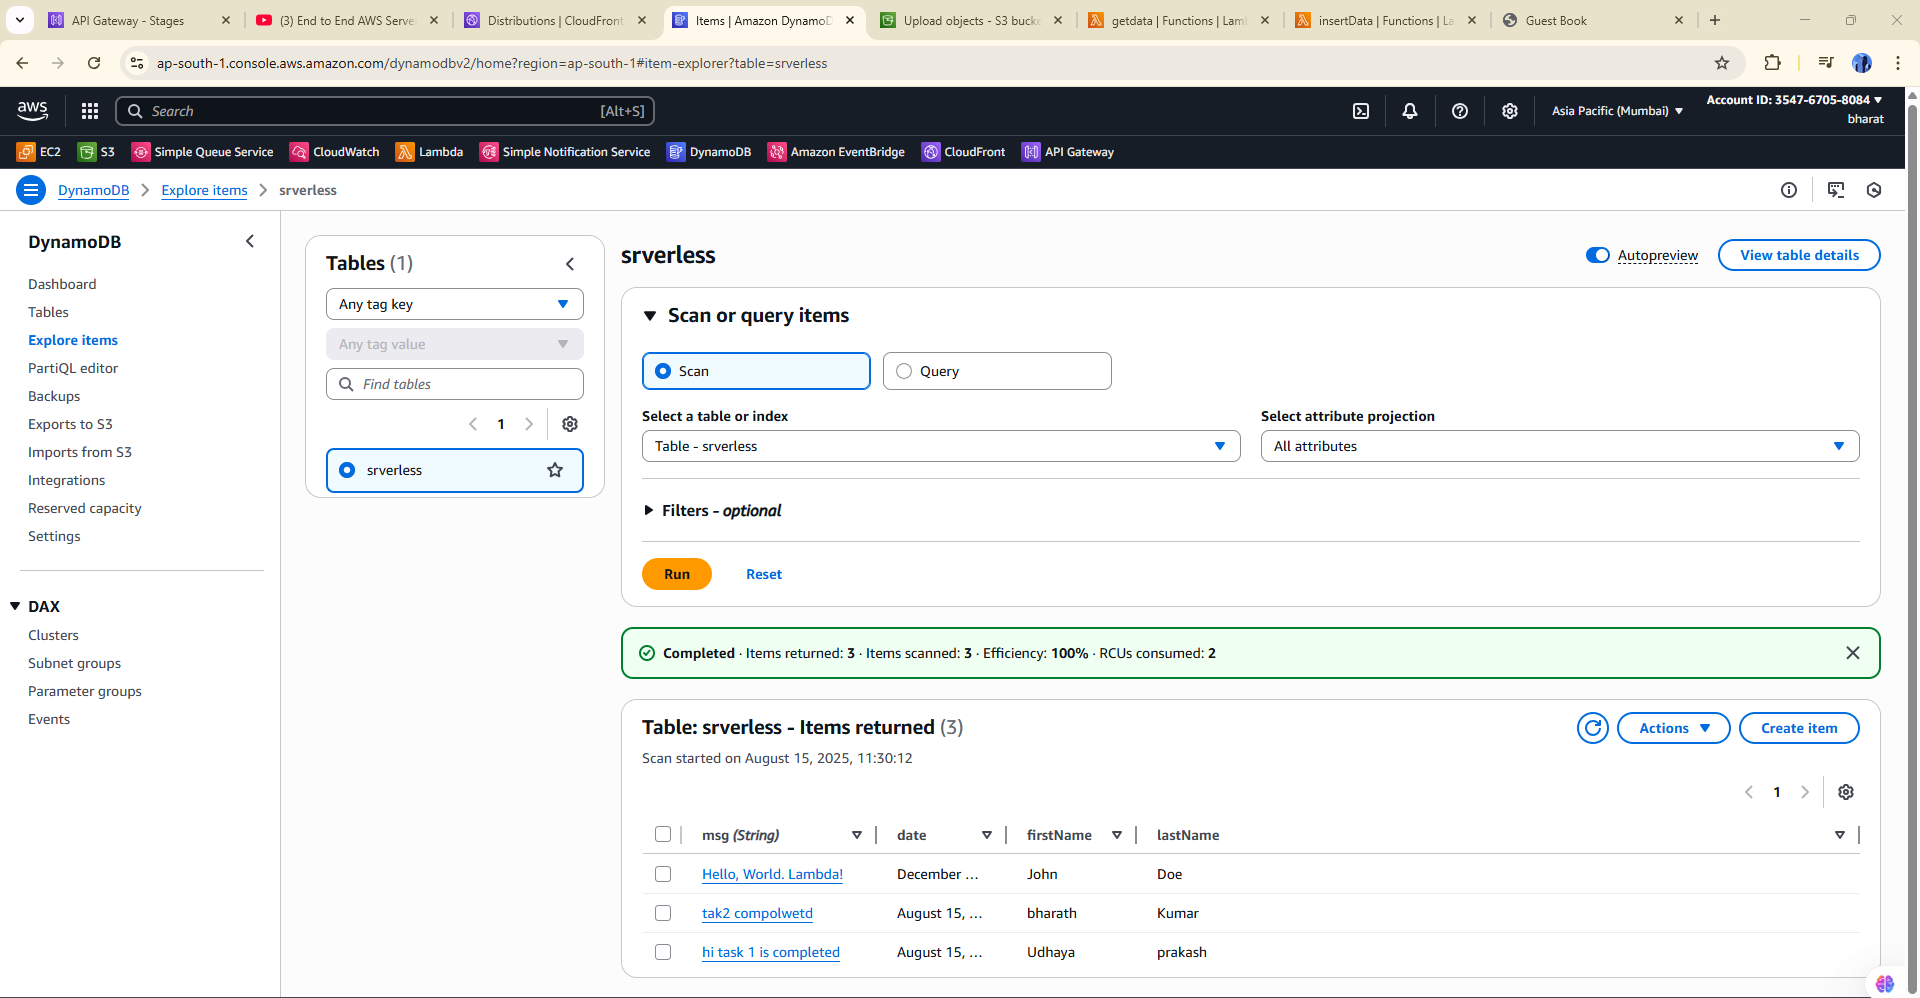 API Gateway - Stages
(3) End to End AWS Server
Distributions | CloudFront
Items | Amazon DynamoD
Upload objects - S3 bucke
getdata | Functions | Lam
insertData | Functions | La
Guest Book
ap-south-1.console.aws.amazon.com/dynamodbv2/home?region=ap-south-1#item-explorer?table=srverless
aws
Search
[Alt+S]
Asia Pacific (Mumbai)
Account ID: 3547-6705-8084
bharat
EC2
S3
Simple Queue Service
CloudWatch
Lambda
Simple Notification Service
DynamoDB
Amazon EventBridge
CloudFront
API Gateway
DynamoDB
Explore items
srverless
DynamoDB
Dashboard
Tables
Explore items
PartiQL editor
Backups
Exports to S3
Imports from S3
Integrations
Reserved capacity
Settings
DAX
Clusters
Subnet groups
Parameter groups
Events
Tables (1)
Any tag key
Any tag value
Find tables
1
srverless
srverless
Autopreview
View table details
Scan or query items
Scan
Query
Select a table or index
Table - srverless
Select attribute projection
All attributes
Filters - optional
Run
Reset
Completed · Items returned: 3 · Items scanned: 3 · Efficiency: 100% · RCUs consumed: 2
Table: srverless - Items returned (3)
Scan started on August 15, 2025, 11:30:12
Actions
Create item
1
msg (String)
date
firstName
lastName
Hello, World. Lambda!
December ...
John
Doe
tak2 compolwetd
August 15, ...
bharath
Kumar
hi task 1 is completed
August 15, ...
Udhaya
prakash